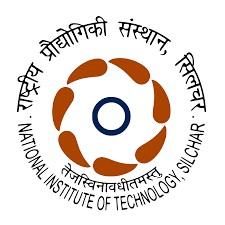 · राष्ट्रीय प्रौद्योगिकी संस्थान, सिलचर ·
तेजस्विनावधीतमस्तु
NATIONAL INSTITUTE OF TECHNOLOGY, SILCHAR